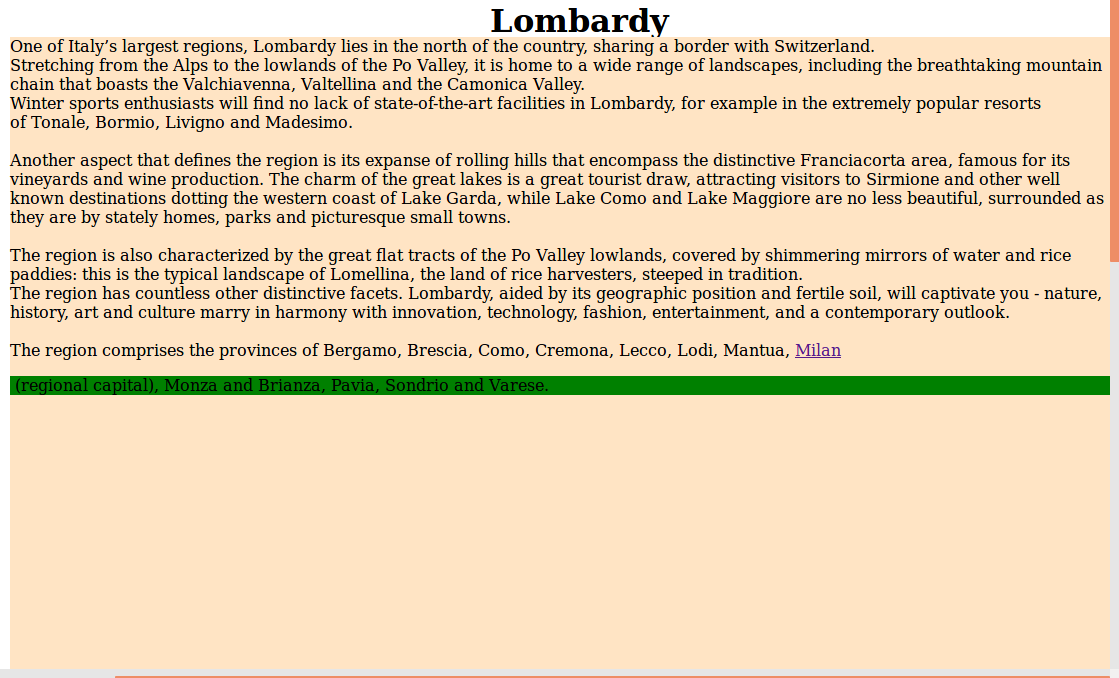 Lombardy
One of Italy’s largest regions, Lombardy lies in the north of the country, sharing a border with Switzerland.
Stretching from the Alps to the lowlands of the Po Valley, it is home to a wide range of landscapes, including the breathtaking mountain
chain that boasts the Valchiavenna, Valtellina and the Camonica Valley.
Winter sports enthusiasts will find no lack of state-of-the-art facilities in Lombardy, for example in the extremely popular resorts
of Tonale, Bormio, Livigno and Madesimo.
Another aspect that defines the region is its expanse of rolling hills that encompass the distinctive Franciacorta area, famous for its
vineyards and wine production. The charm of the great lakes is a great tourist draw, attracting visitors to Sirmione and other well
known destinations dotting the western coast of Lake Garda, while Lake Como and Lake Maggiore are no less beautiful, surrounded as
they are by stately homes, parks and picturesque small towns.
The region is also characterized by the great flat tracts of the Po Valley lowlands, covered by shimmering mirrors of water and rice
paddies: this is the typical landscape of Lomellina, the land of rice harvesters, steeped in tradition.
The region has countless other distinctive facets. Lombardy, aided by its geographic position and fertile soil, will captivate you - nature,
history, art and culture marry in harmony with innovation, technology, fashion, entertainment, and a contemporary outlook.
The region comprises the provinces of Bergamo, Brescia, Como, Cremona, Lecco, Lodi, Mantua, Milan
(regional capital), Monza and Brianza, Pavia, Sondrio and Varese.